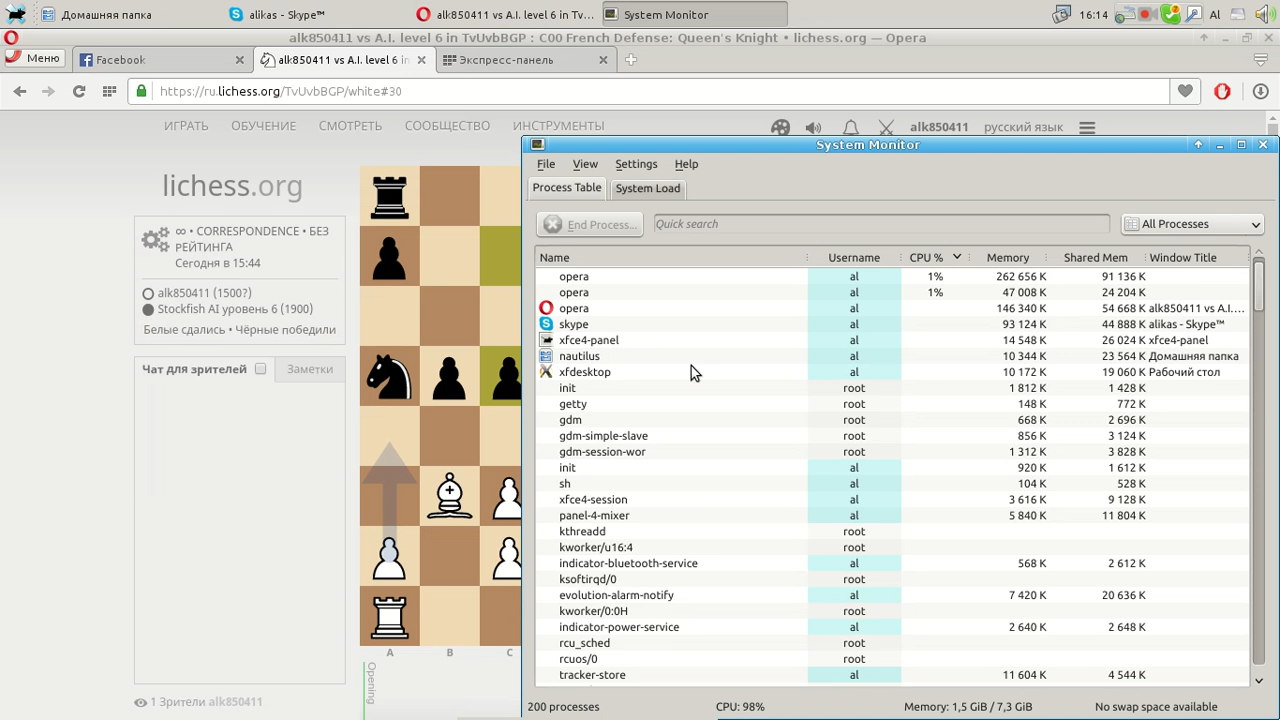 Домашняя папка
alikas - Skype™
alk850411 vs A.I. level 6 in Tv...
System Monitor
16:14
Al
alk850411 vs A.I. level 6 in TvUvbBGP : C00 French Defense: Queen's Knight • lichess.org — Opera
Меню
Facebook
alk850411 vs A.I. level 6 in
Экспресс-панель
https://ru.lichess.org/TvUvbBGP/white#30
ИГРАТЬ
ОБУЧЕНИЕ
СМОТРЕТЬ
СООБЩЕСТВО
ИНСТРУМЕНТЫ
alk850411
русский язык
lichess.org
∞ • CORRESPONDENCE • БЕЗ
РЕЙТИНГА
Сегодня в 15:44
alk850411 (1500?)
Stockfish AI уровень 6 (1900)
Белые сдались • Чёрные победили
Чат для зрителей
Заметки
1 Зрители alk850411
A
B
C
Opening
System Monitor
File View Settings Help
Process Table
System Load
End Process...
Quick search
All Processes
Name Username CPU % Memory Shared Mem Window Title
opera al 1% 262 656 K 91 136 K
opera al 1% 47 008 K 24 204 K
opera al 146 340 K 54 668 K alk850411 vs A.I....
skype al 93 124 K 44 888 K alikas - Skype™
xfce4-panel al 14 548 K 26 024 K xfce4-panel
nautilus al 10 344 K 23 564 K Домашняя папка
xfdesktop al 10 172 K 19 060 K Рабочий стол
init root 1 812 K 1 428 K
getty root 148 K 772 K
gdm root 668 K 2 696 K
gdm-simple-slave root 856 K 3 124 K
gdm-session-wor root 1 312 K 3 828 K
init al 920 K 1 612 K
sh al 104 K 528 K
xfce4-session al 3 616 K 9 128 K
panel-4-mixer al 5 840 K 11 804 K
kthreadd root
kworker/u16:4 root
indicator-bluetooth-service al 568 K 2 612 K
ksoftirqd/0 root
evolution-alarm-notify al 7 420 K 20 636 K
kworker/0:0H root
indicator-power-service al 2 640 K 2 648 K
rcu_sched root
rcuos/0 root
tracker-store al 11 604 K 4 544 K
200 processes
CPU: 98%
Memory: 1,5 GiB / 7,3 GiB
No swap space available